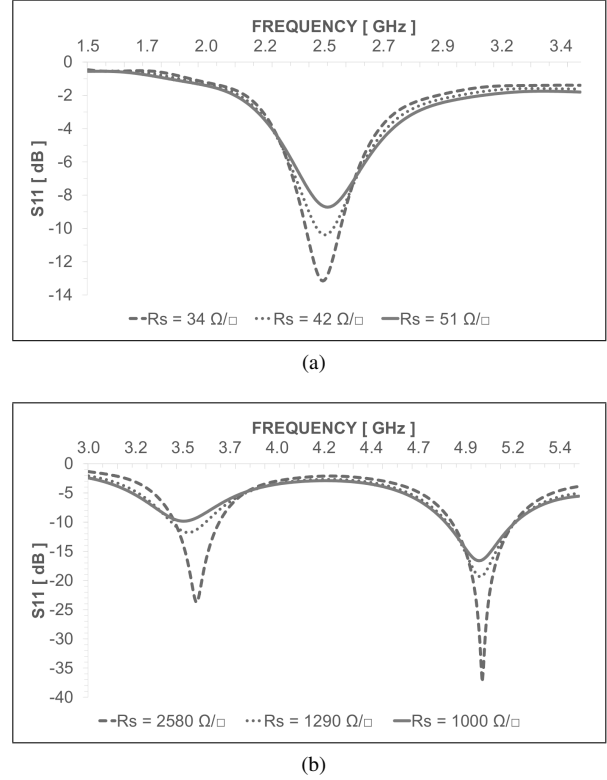 FREQUENCY [ GHz ]
1.5 1.7 2.0 2.2 2.5 2.7 2.9 3.2 3.4
0
-2
-4
-6
-8
-10
-12
-14
S11 [ dB ]
Rs = 34 Ω/□ Rs = 42 Ω/□ Rs = 51 Ω/□
(a)
FREQUENCY [ GHz ]
3.0 3.2 3.5 3.7 4.0 4.2 4.4 4.7 4.9 5.2 5.4
0
-5
-10
-15
-20
-25
-30
-35
-40
S11 [ dB ]
Rs = 2580 Ω/□ Rs = 1290 Ω/□ Rs = 1000 Ω/□
(b)